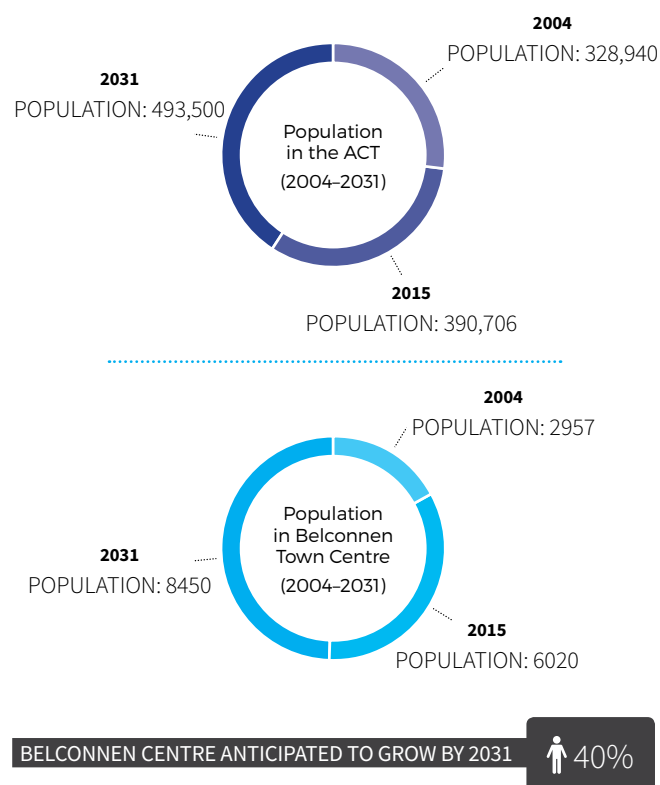 2004
POPULATION: 328,940
2031
POPULATION: 493,500
Population
in the ACT
(2004–2031)
2015
POPULATION: 390,706
2004
POPULATION: 2957
Population
in Belconnen
Town Centre
(2004–2031)
2031
POPULATION: 8450
2015
POPULATION: 6020
BELCONNEN CENTRE ANTICIPATED TO GROW BY 2031 40%